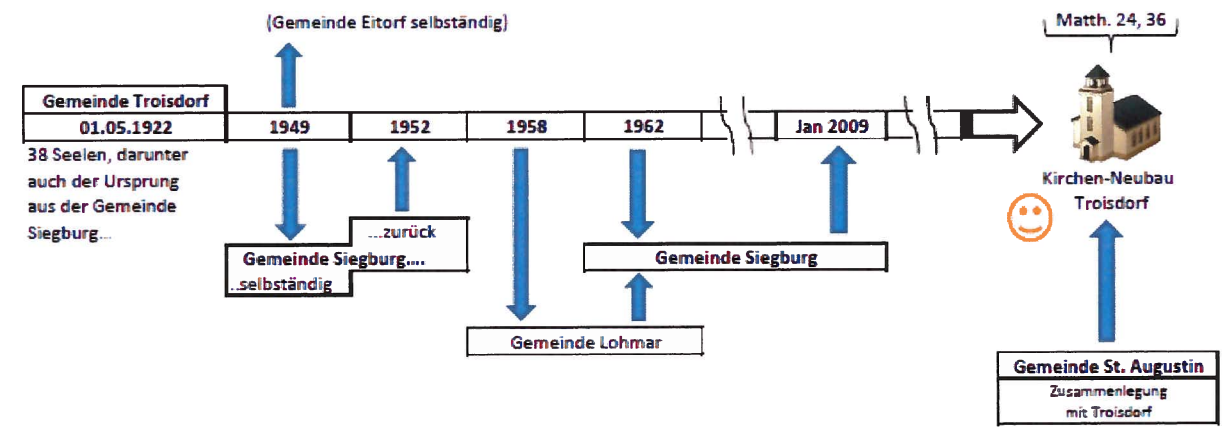 (Gemeinde Eitorf selbständig)
Matth. 24, 36
Gemeinde Troisdorf
01.05.1922
1949
1952
1958
1962
Jan 2009
38 Seelen, darunter
auch der Ursprung
aus der Gemeinde
Siegburg...
Kirchen-Neubau
Troisdorf
...zurück
Gemeinde Siegburg....
...selbständig
Gemeinde Siegburg
Gemeinde Lohmar
Gemeinde St. Augustin
Zusammenlegung
mit Troisdorf